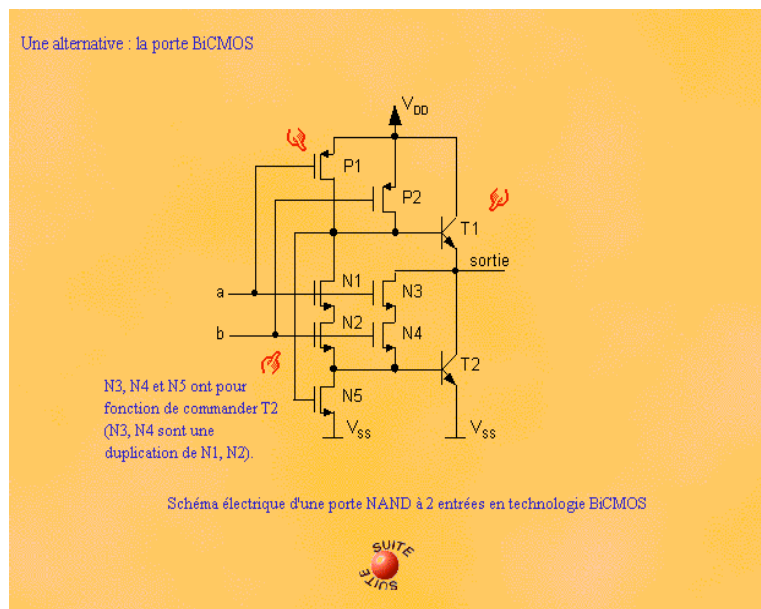 Une alternative : la porte BiCMOS
VDD
P1
P2
T1
sortie
a
N1
N3
b
N2
N4
T2
N3, N4 et N5 ont pour
fonction de commander T2
(N3, N4 sont une
duplication de N1, N2).
N5
VSS
VSS
Schéma électrique d'une porte NAND à 2 entrées en technologie BiCMOS
SUITE
SUITE